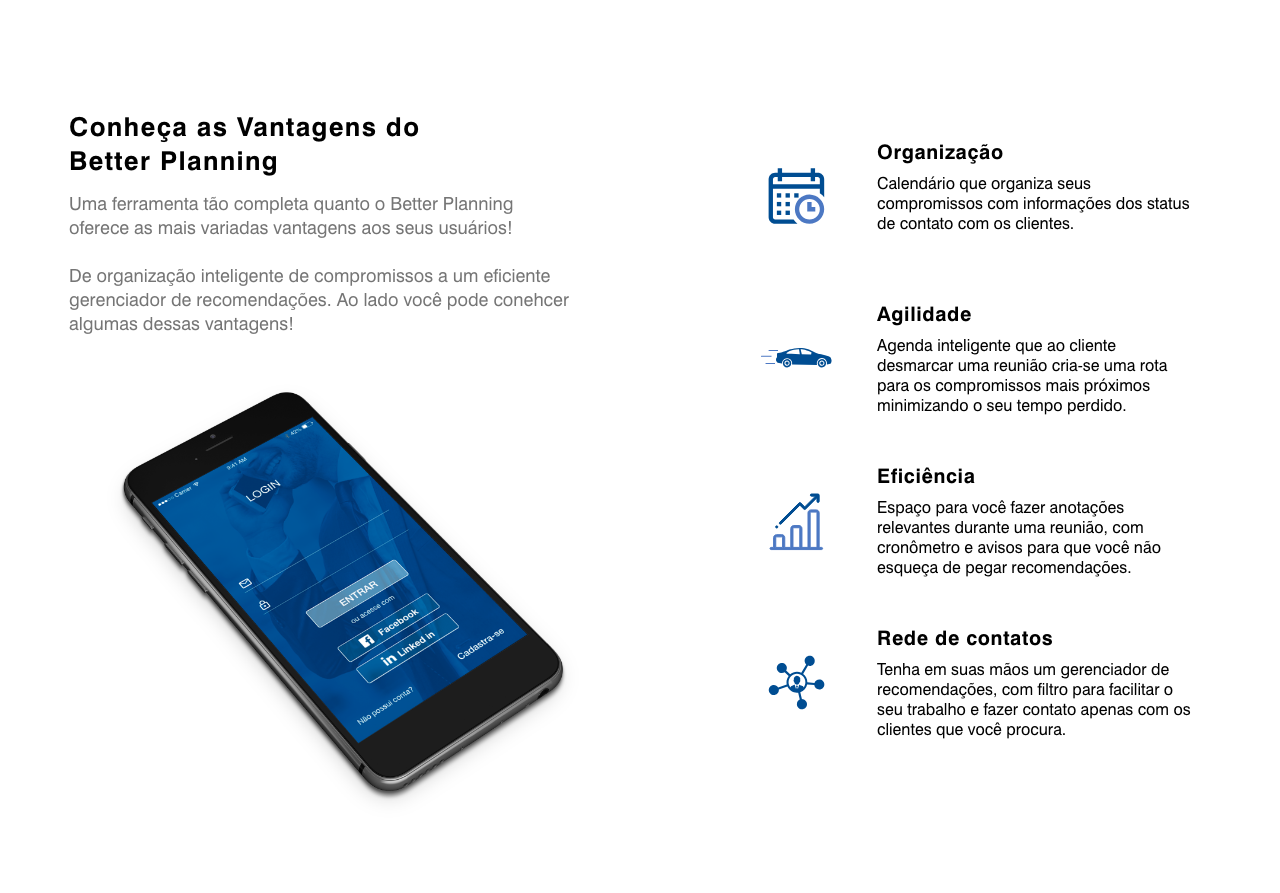 Conheça as Vantagens do
Better Planning
Uma ferramenta tão completa quanto o Better Planning
oferece as mais variadas vantagens aos seus usuários!
De organização inteligente de compromissos a um eficiente
gerenciador de recomendações. Ao lado você pode conehcer
algumas dessas vantagens!
Carrier
9:41 AM
42%
LOGIN
ENTRAR
ou acesse com
Facebook
in Linked in
Não possui conta?
Cadastra-se
Organização
Calendário que organiza seus
compromissos com informações dos status
de contato com os clientes.
Agilidade
Agenda inteligente que ao cliente
desmarcar uma reunião cria-se uma rota
para os compromissos mais próximos
minimizando o seu tempo perdido.
Eficiência
Espaço para você fazer anotações
relevantes durante uma reunião, com
cronômetro e avisos para que você não
esqueça de pegar recomendações.
Rede de contatos
Tenha em suas mãos um gerenciador de
recomendações, com filtro para facilitar o
seu trabalho e fazer contato apenas com os
clientes que você procura.